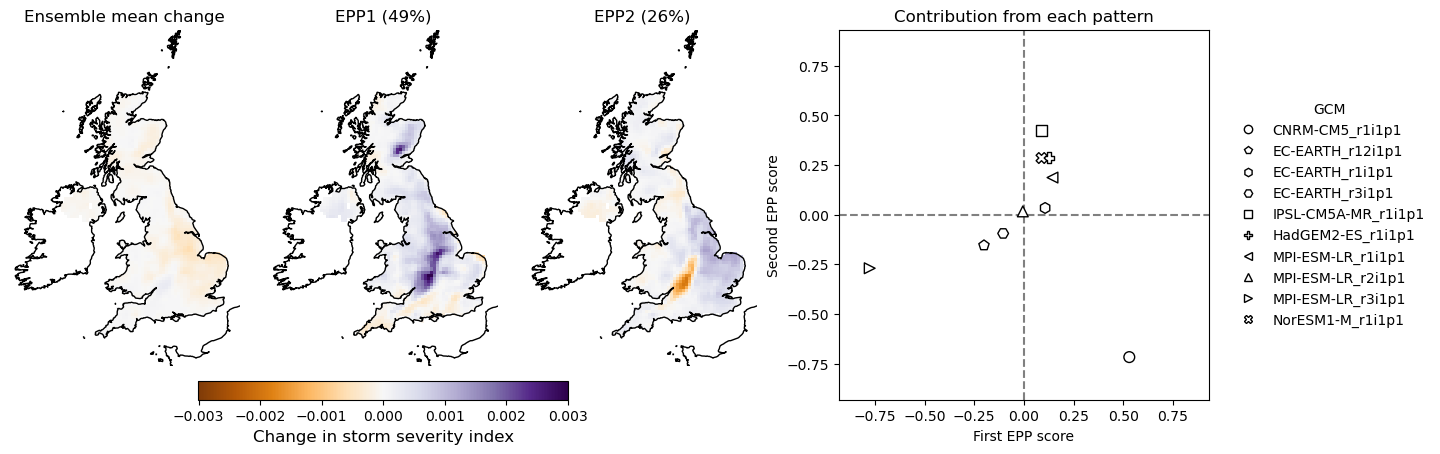 Ensemble mean change
EPP1 (49%)
EPP2 (26%)
−0.003 −0.002 −0.001 0.000 0.001 0.002 0.003
Change in storm severity index
Contribution from each pattern
Second EPP score
0.75
0.50
0.25
0.00
−0.25
−0.50
−0.75
−0.75 −0.50 −0.25 0.00 0.25 0.50 0.75
First EPP score
GCM
CNRM-CM5_r1i1p1
EC-EARTH_r12i1p1
EC-EARTH_r1i1p1
EC-EARTH_r3i1p1
IPSL-CM5A-MR_r1i1p1
HadGEM2-ES_r1i1p1
MPI-ESM-LR_r1i1p1
MPI-ESM-LR_r2i1p1
MPI-ESM-LR_r3i1p1
NorESM1-M_r1i1p1